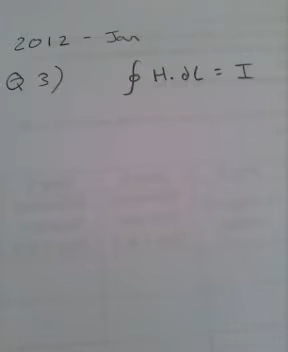 2012 - Jan
Q 3) ∮ H. dL = I